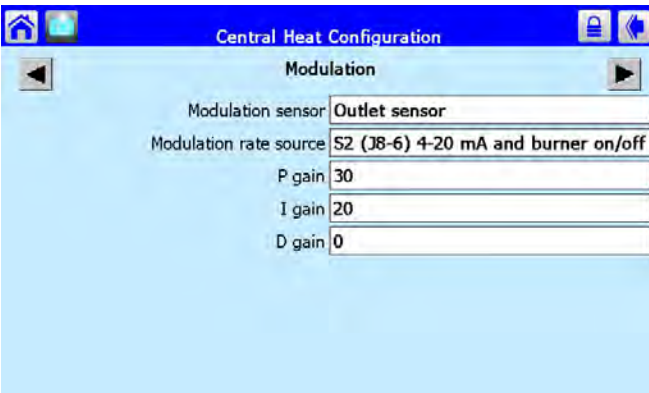 Central Heat Configuration
Modulation
Modulation sensor Outlet sensor
Modulation rate source S2 (J8-6) 4-20 mA and burner on/off
P gain 30
I gain 20
D gain 0